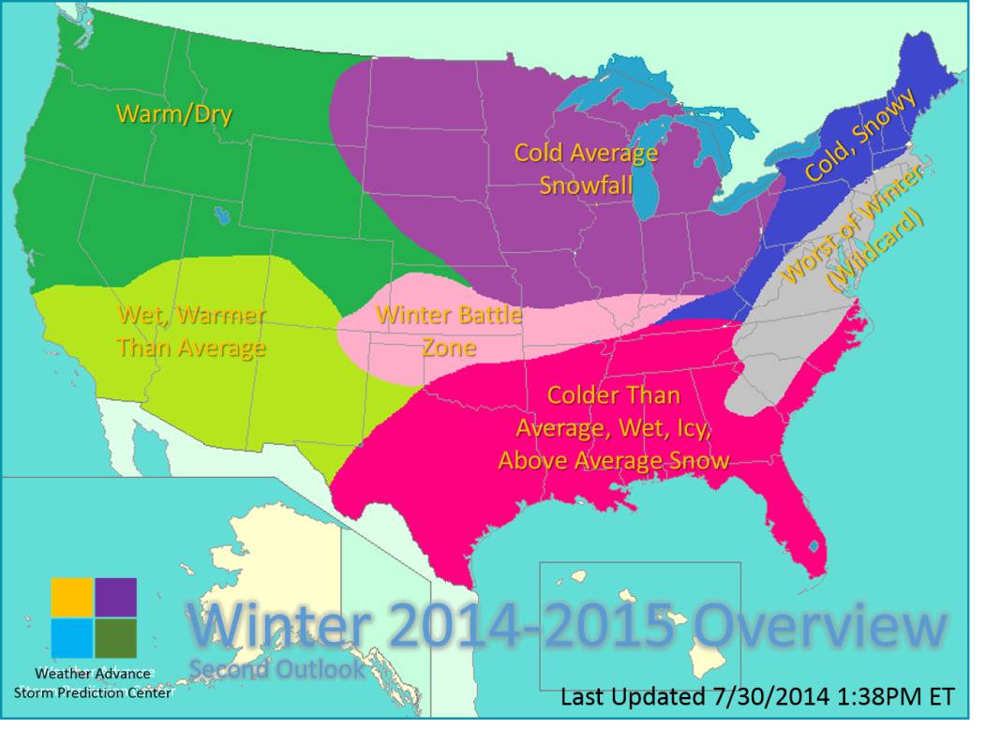 Warm/Dry
Cold Average
Snowfall
Cold, Snowy
Worst of Winter
(Wildcard)
Wet, Warmer
Than Average
Winter Battle
Zone
Colder Than
Average, Wet, Icy,
Above Average Snow
Winter 2014-2015 Overview
Second Outlook
Weather Advance
Storm Prediction Center
Last Updated 7/30/2014 1:38PM ET